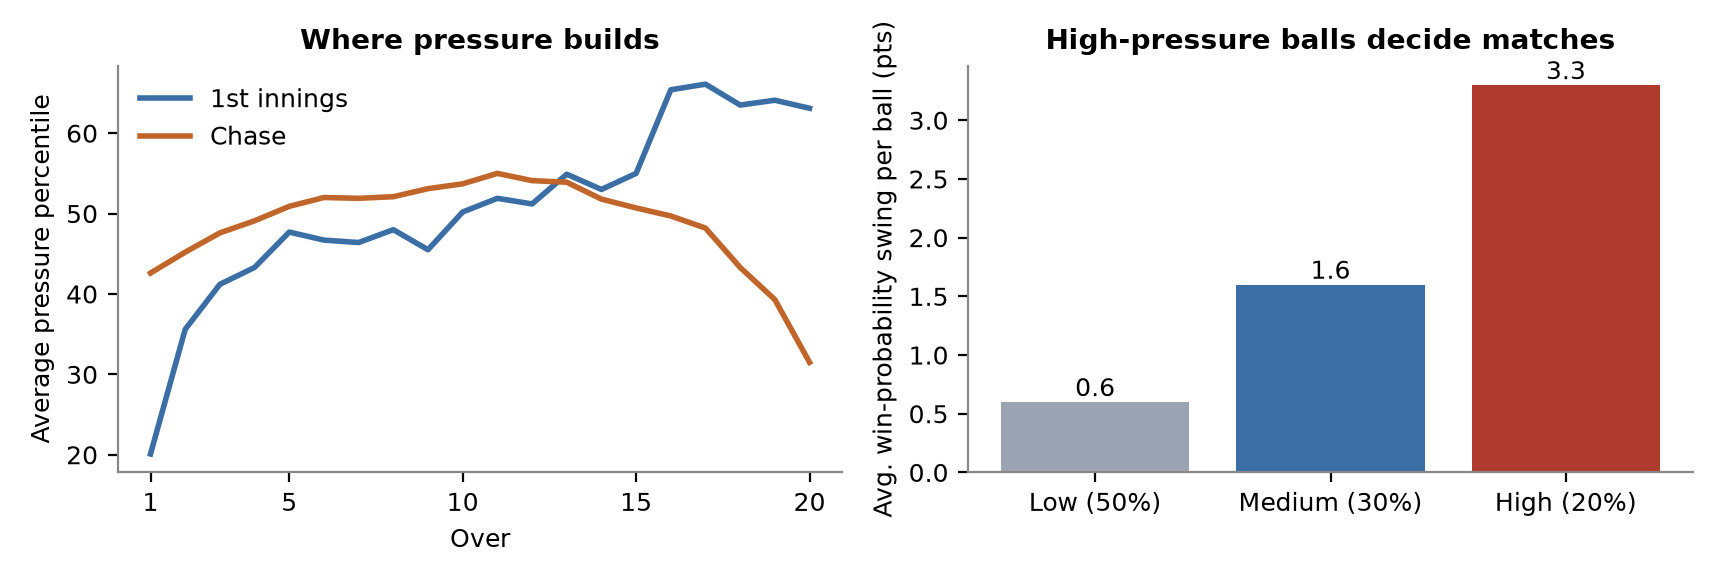 Where pressure builds
1st innings
Chase
Average pressure percentile
60
50
40
30
20
1 5 10 15 20
Over
High-pressure balls decide matches
Avg. win-probability swing per ball (pts)
3.0
2.5
2.0
1.5
1.0
0.5
0.0
0.6
1.6
3.3
Low (50%) Medium (30%) High (20%)